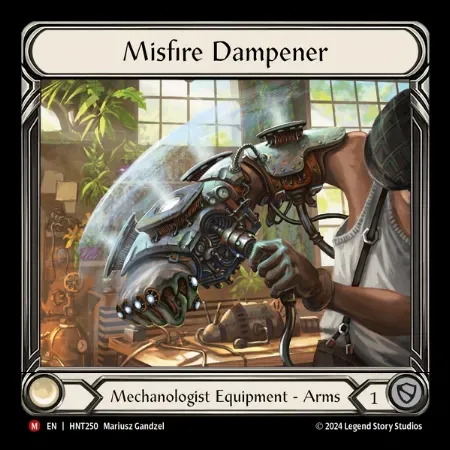 Misfire Dampener
Mechanologist Equipment - Arms
1
M EN | HNT250 Mariusz Gandzel © 2024 Legend Story Studios